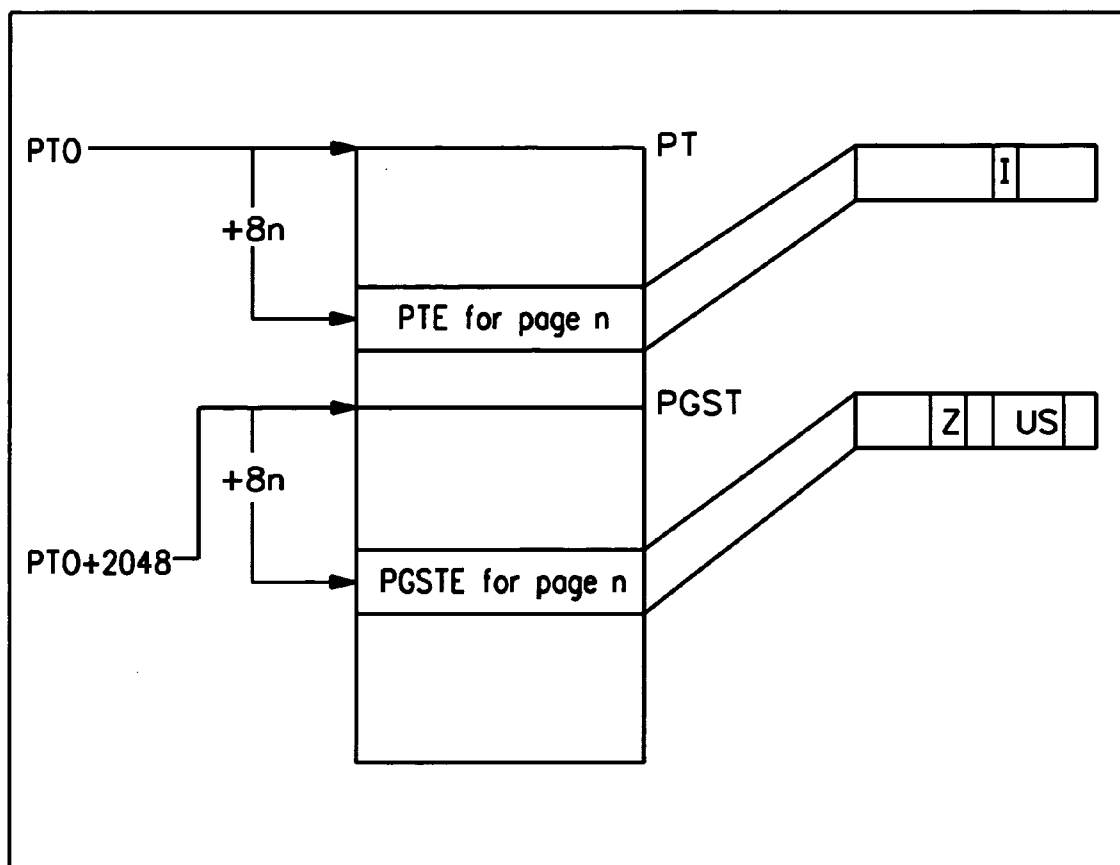 PTO
PT
I
+8n
PTE for page n
PGST
Z
US
+8n
PTO+2048
PGSTE for page n